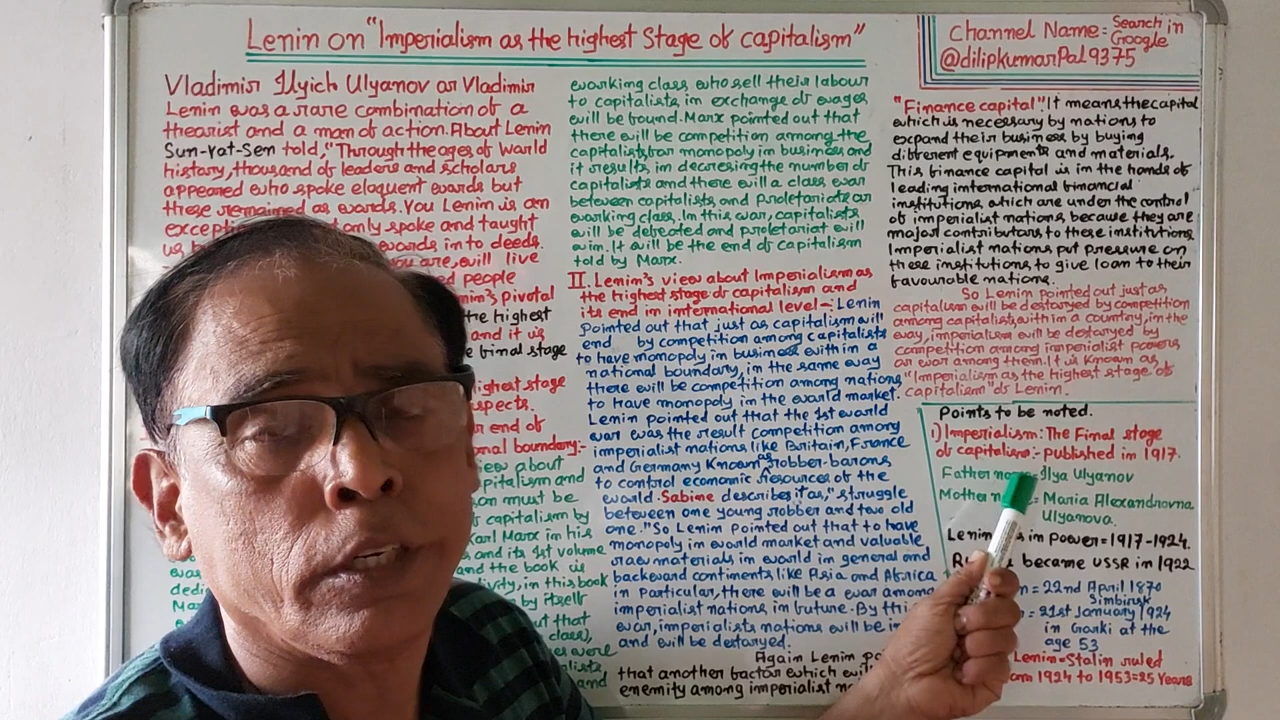 Lenin on "Imperialism as the highest Stage of capitalism"
Channel Name = Search in
Google
@dilipkumarPal9375
Vladimir Ilyich Ulyanov or Vladimir
Lenin was a rare combination of a
thearist and a man of action. About Lenin
Sun-Yat-Sen told, "Through the ages of world
history, thousand of leaders and scholars
appeared who spoke eloquent words but
these remained as words. You Lenin is an
only spoke and taught
us words in to deeds.
you are, will live
people
pivotal
the highest
and it is
final stage
highest stage
aspects.
end of
boundary:-
view about
capitalism and
must be
of capitalism by
Karl Marx in his
and its 1st volume
and the book is
in this book
by itself
that
class),
were
and
working class who sell their labour
to capitalists in exchange of wages
will be found. Marx pointed out that
there will be competition among the
capitalists for monopoly in business and
it results in decresing the number of
capitalists and there will a class war
between capitalists and proletariate or
working class. In this war, capitalists
will be defeated and proletariat will
wim. It will be the end of capitalism
told by Marx.
II. Lenin's view about Imperialism as
the highest stage of capitalism and
its end in international level:- Lenin
pointed out that just as capitalism will
end by competition among capitalists
to have monopoly in business within a
national boundary, in the same way
there will be competition among nations
to have monopoly in the world market.
Lenin pointed out that the 1st world
war was the result competition among
imperialist nations like Britain, France
and Germany Known as robber-barons
to control economic resources of the
world. Sabine describes it as, "struggle
between one young robber and two old
one." So Lenin pointed out that to have
monopoly in world market and valuable
raw materials in world in general and
backward continents like Asia and Africa
in particular, there will be a war among
imperialist nations in future. By this
war, imperialists nations will be
and will be destroyed.
Again Lenin
that another factor which will
enemity among imperialist
"Finance capital" It means the capital
which is necessary by nations to
expand their business by buying
different equipments and materials.
This finance capital is in the hands of
leading international financial
institutions, which are under the control
of imperialist nations because they are
major contributors to these institutions.
Imperialist nations put pressure on
these institutions to give loan to their
favourable nations.
So Lenin pointed out just as
capitalism will be destroyed by competition
among capitalists within a country, in the
way, imperialism will be destroyed by
competition among imperialist powers
or war among them. It is Known as
"Imperialism as the highest stage of
capitalism" of Lenin.
Points to be noted.
i) Imperialism: The Final stage
of capitalism:- published in 1917.
Father Ilya Ulyanov
Mother = Maria Alexandrovna
Ulyanova.
Lenin in Power = 1917-1924.
became USSR in 1922
= 22nd April 1870
Simbirsk
= 21st January 1924
in Gorki at the
age 53
Lenin = Stalin ruled
1924 to 1953 = 25 Years